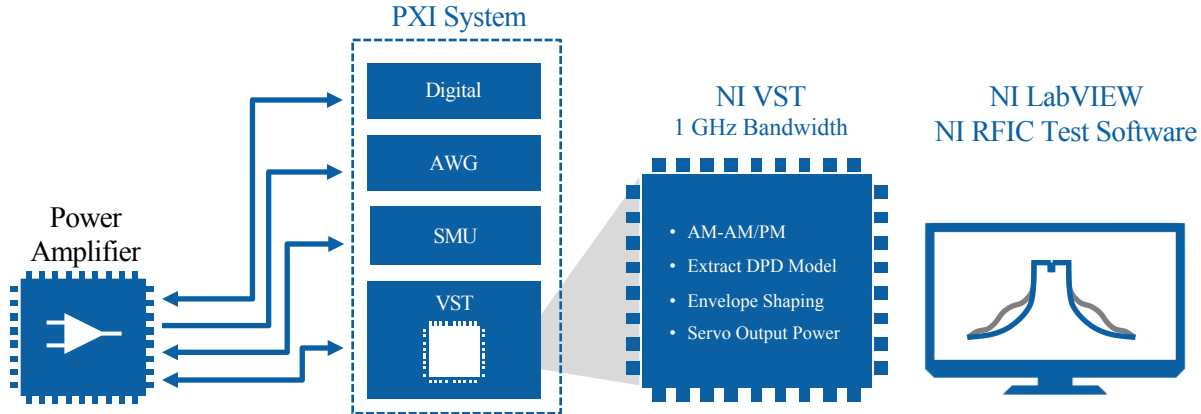 PXI System
Digital
AWG
SMU
VST
Power
Amplifier
NI VST
1 GHz Bandwidth
• AM-AM/PM
• Extract DPD Model
• Envelope Shaping
• Servo Output Power
NI LabVIEW
NI RFIC Test Software